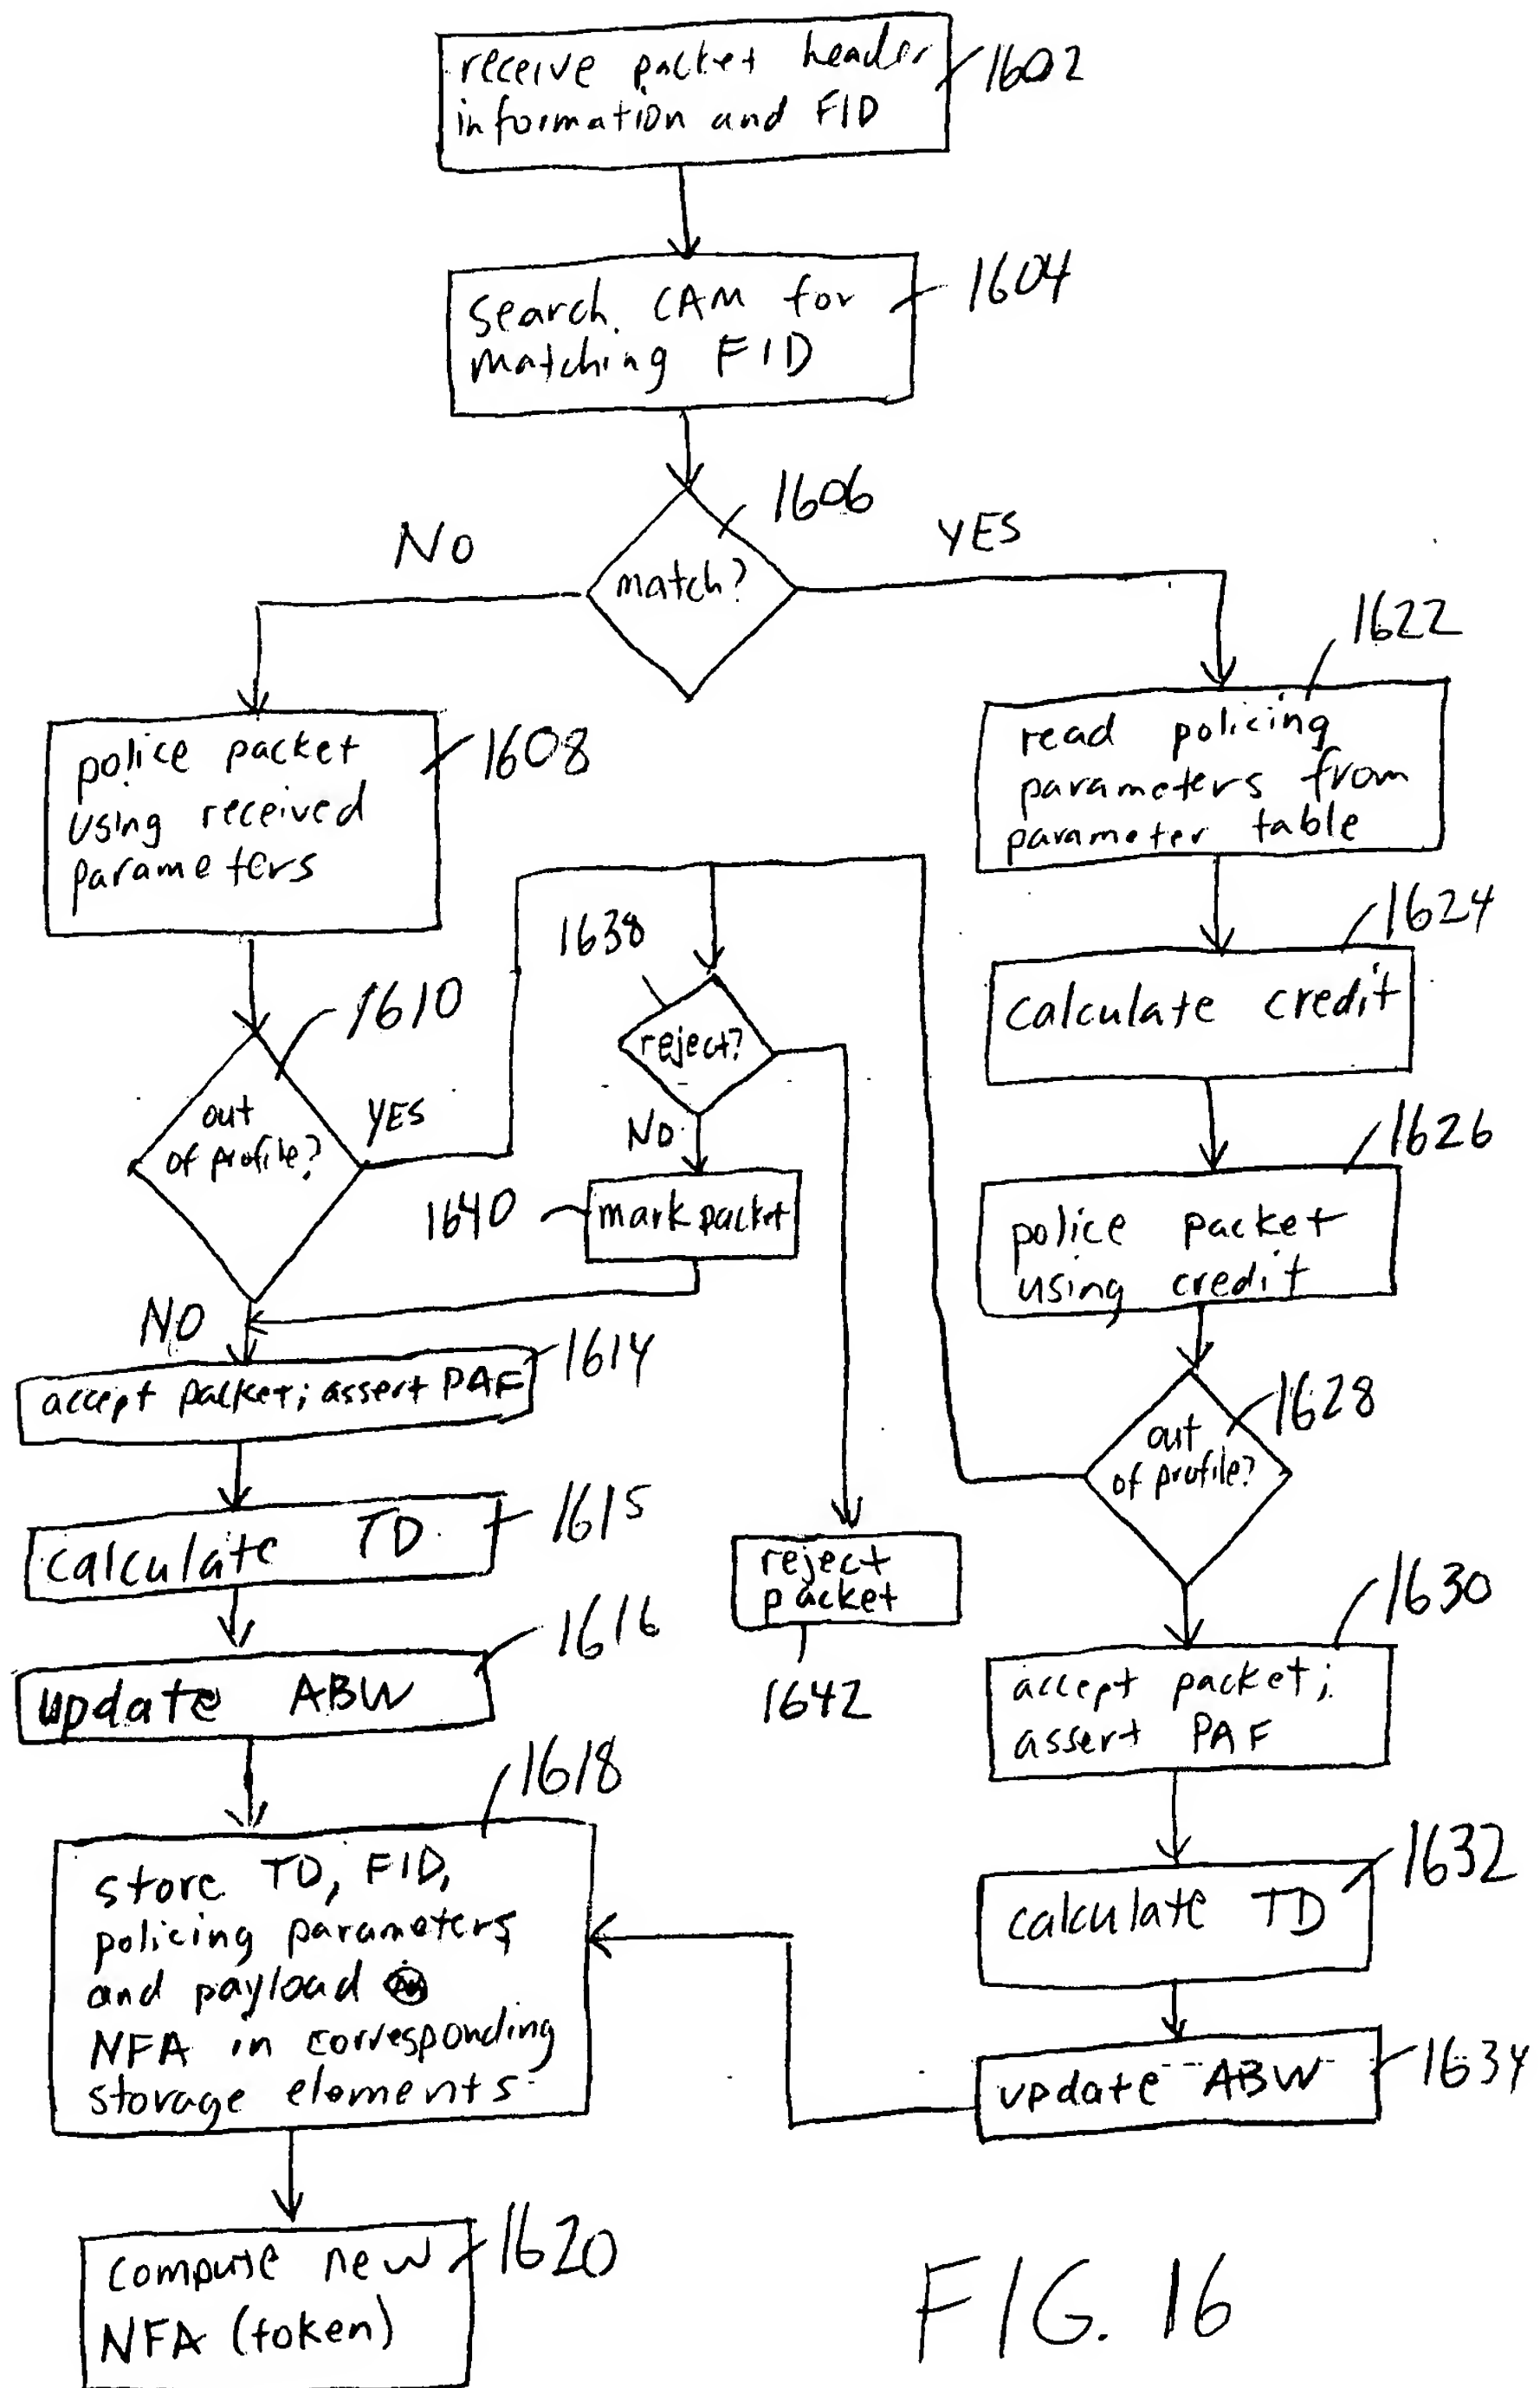 receive packet header
information and FID
1602
search CAM for
matching FID
1604
1606
NO
YES
match?
1622
police packet
using received
parameters
1608
read policing
parameters from
parameter table
1638
1624
calculate credit
1610
reject?
out
of profile?
YES
NO
1626
1640
mark packet
police packet
using credit
NO
1614
accept packet; assert PAF
1628
out
of profile?
1615
calculate TD
reject
packet
1630
1616
update ABW
1642
accept packet;
assert PAF
1618
store TD, FID,
policing parameters
and payload
NFA in corresponding
storage elements
1632
calculate TD
update ABW
1634
compute new
NFA (token)
1620
FIG. 16